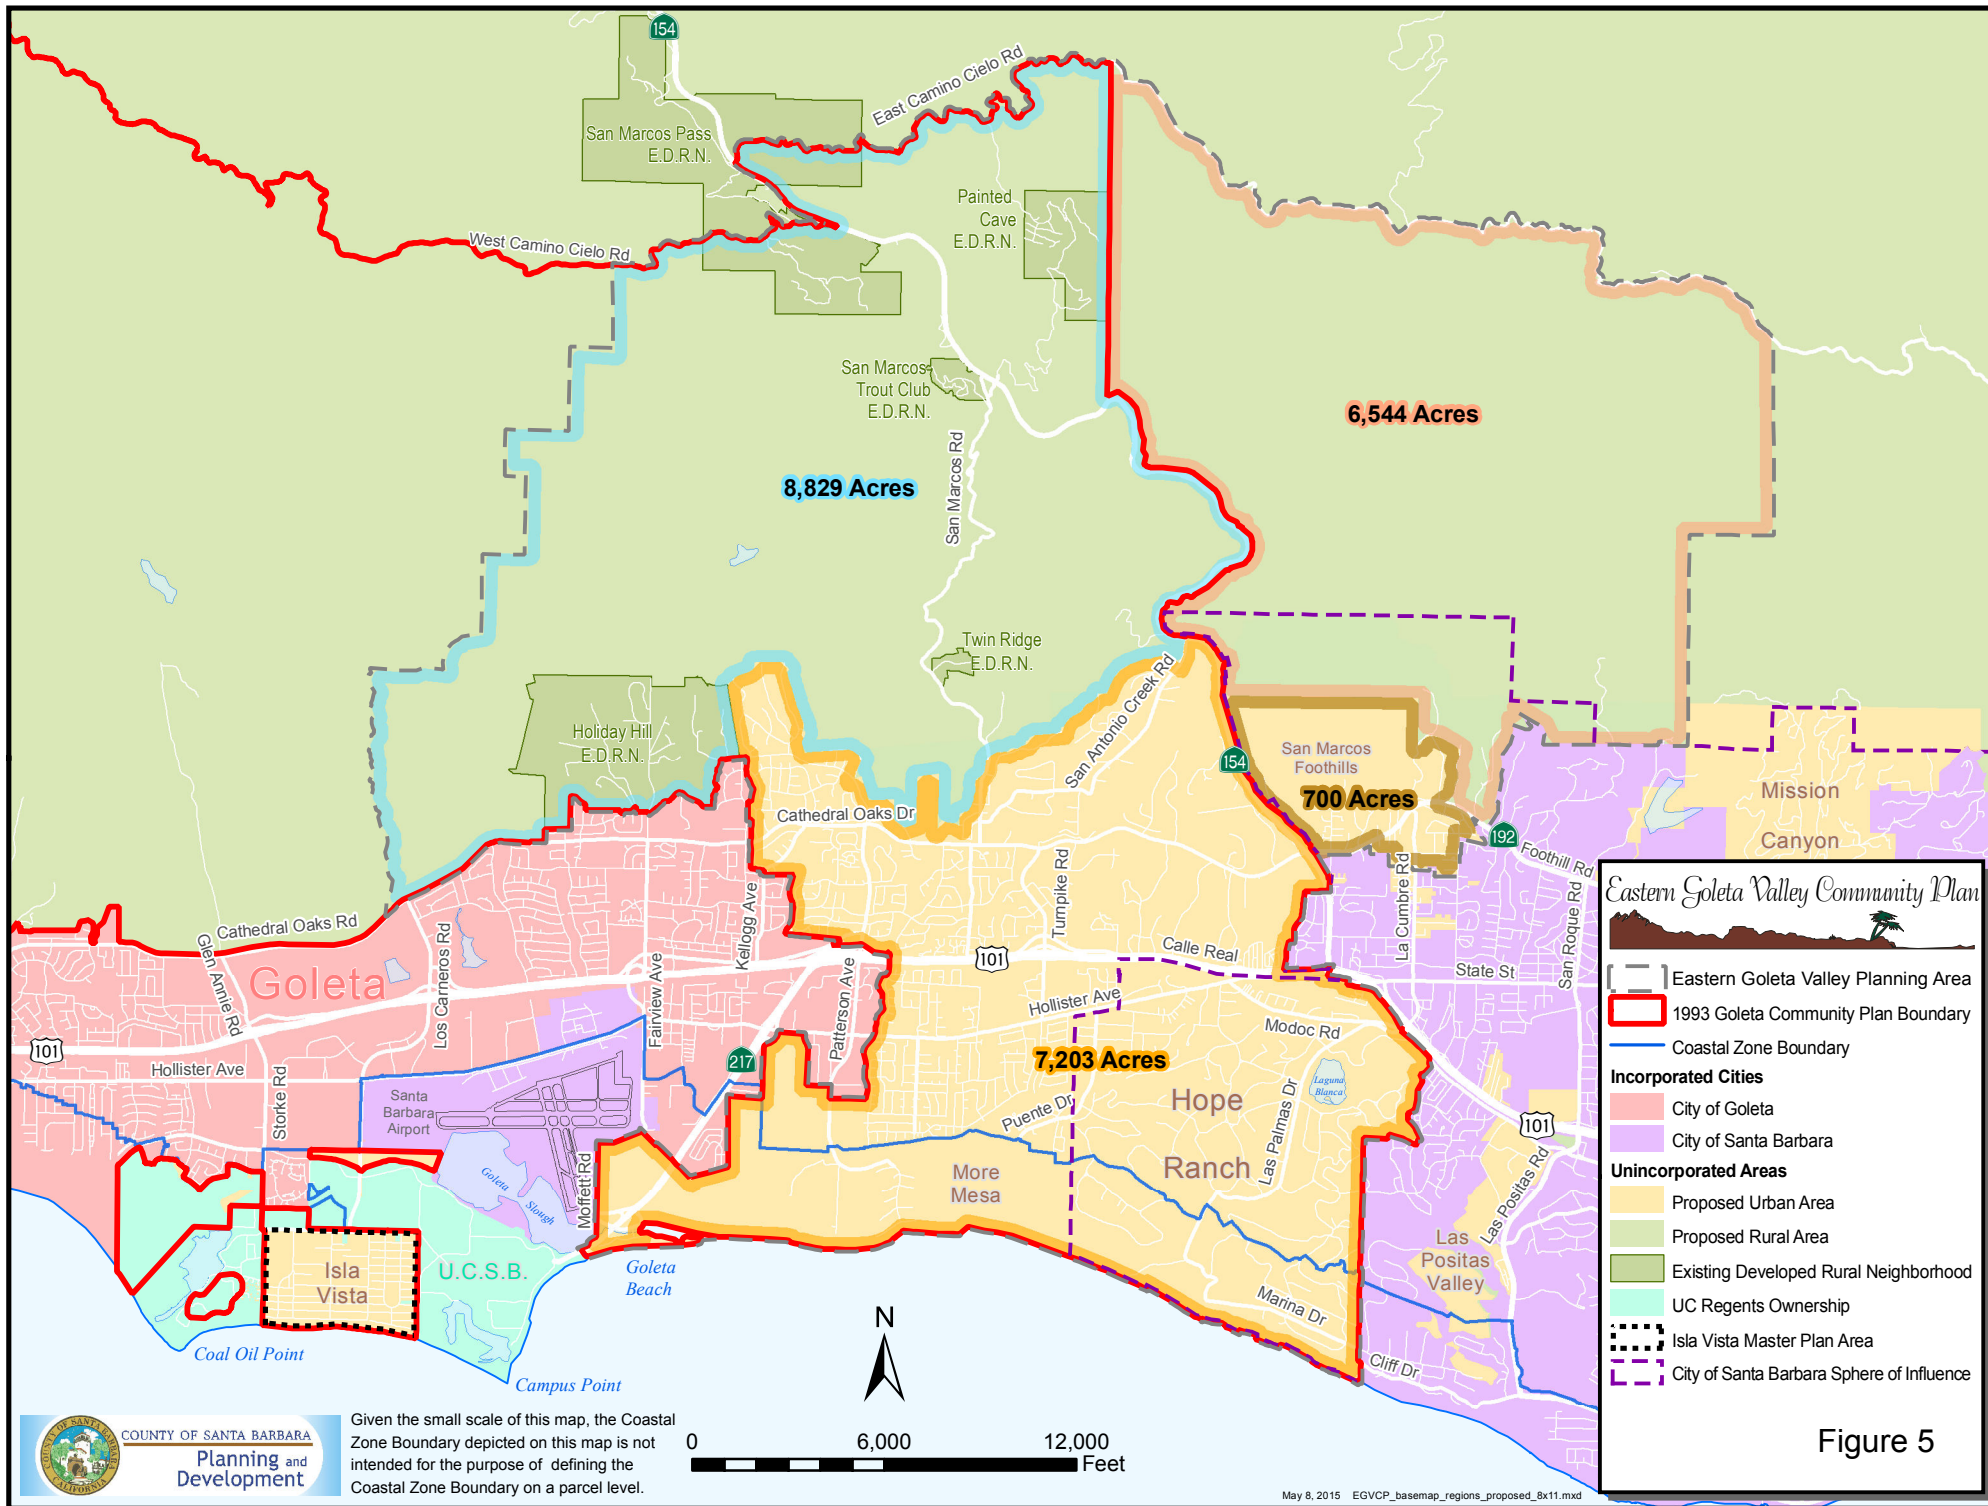 154
East Camino Cielo Rd
San Marcos Pass
E.D.R.N.
Painted
Cave
E.D.R.N.
West Camino Cielo Rd
San Marcos
Trout Club
E.D.R.N.
6,544 Acres
8,829 Acres
San Marcos Rd
Twin Ridge
E.D.R.N.
San Antonio Creek Rd
Holiday Hill
E.D.R.N.
154
San Marcos
Foothills
700 Acres
Mission
Canyon
Cathedral Oaks Dr
192
Foothill Rd
Turnpike Rd
La Cumbre Rd
San Roque Rd
Kellogg Ave
Cathedral Oaks Rd
Glen Annie Rd
Goleta
Los Carneros Rd
Fairview Ave
Patterson Ave
101
Calle Real
State St
Hollister Ave
Modoc Rd
101
Hollister Ave
Storke Rd
217
7,203 Acres
Santa
Barbara
Airport
Laguna
Blanca
Hope
Ranch
Puente Dr
Las Palmas Dr
101
Las Positas Rd
More
Mesa
Goleta
Slough
Moffett Rd
Las
Positas
Valley
Isla
Vista
U.C.S.B.
Goleta
Beach
Marina Dr
Cliff Dr
Coal Oil Point
Campus Point
Eastern Goleta Valley Community Plan
Eastern Goleta Valley Planning Area
1993 Goleta Community Plan Boundary
Coastal Zone Boundary
Incorporated Cities
City of Goleta
City of Santa Barbara
Unincorporated Areas
Proposed Urban Area
Proposed Rural Area
Existing Developed Rural Neighborhood
UC Regents Ownership
Isla Vista Master Plan Area
City of Santa Barbara Sphere of Influence
Figure 5
COUNTY OF SANTA BARBARA
CALIFORNIA
COUNTY OF SANTA BARBARA
Planning and
Development
Given the small scale of this map, the Coastal
Zone Boundary depicted on this map is not
intended for the purpose of defining the
Coastal Zone Boundary on a parcel level.
N
0 6,000 12,000
Feet
May 8, 2015 EGVCP_basemap_regions_proposed_8x11.mxd